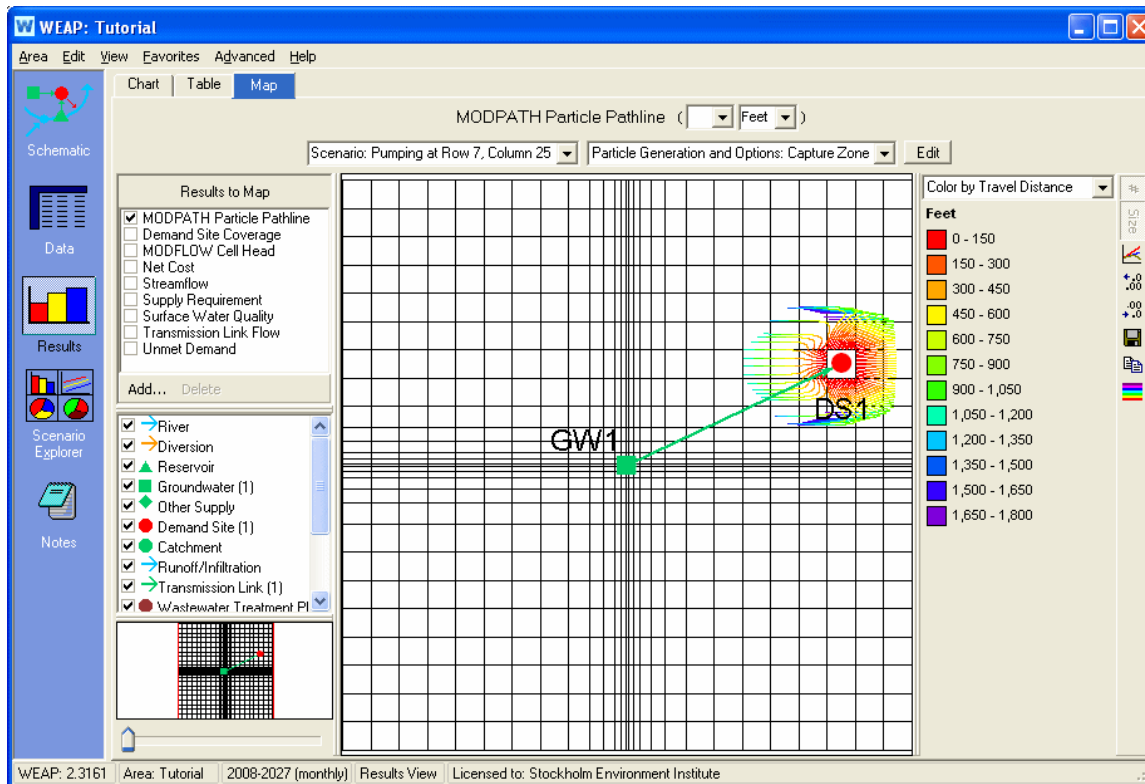 WEAP: Tutorial
Area Edit View Favorites Advanced Help
Chart Table Map
MODPATH Particle Pathline ( Feet )
Scenario: Pumping at Row 7, Column 25 Particle Generation and Options: Capture Zone Edit
Schematic
Data
Results
Scenario
Explorer
Notes
Results to Map
MODPATH Particle Pathline
Demand Site Coverage
MODFLOW Cell Head
Net Cost
Streamflow
Supply Requirement
Surface Water Quality
Transmission Link Flow
Unmet Demand
Add... Delete
River
Diversion
Reservoir
Groundwater (1)
Other Supply
Demand Site (1)
Catchment
Runoff/Infiltration
Transmission Link (1)
Wastewater Treatment Pl
GW1
DS1
Color by Travel Distance
Feet
0 - 150
150 - 300
300 - 450
450 - 600
600 - 750
750 - 900
900 - 1,050
1,050 - 1,200
1,200 - 1,350
1,350 - 1,500
1,500 - 1,650
1,650 - 1,800
Size
WEAP: 2.3161 Area: Tutorial 2008-2027 (monthly) Results View Licensed to: Stockholm Environment Institute